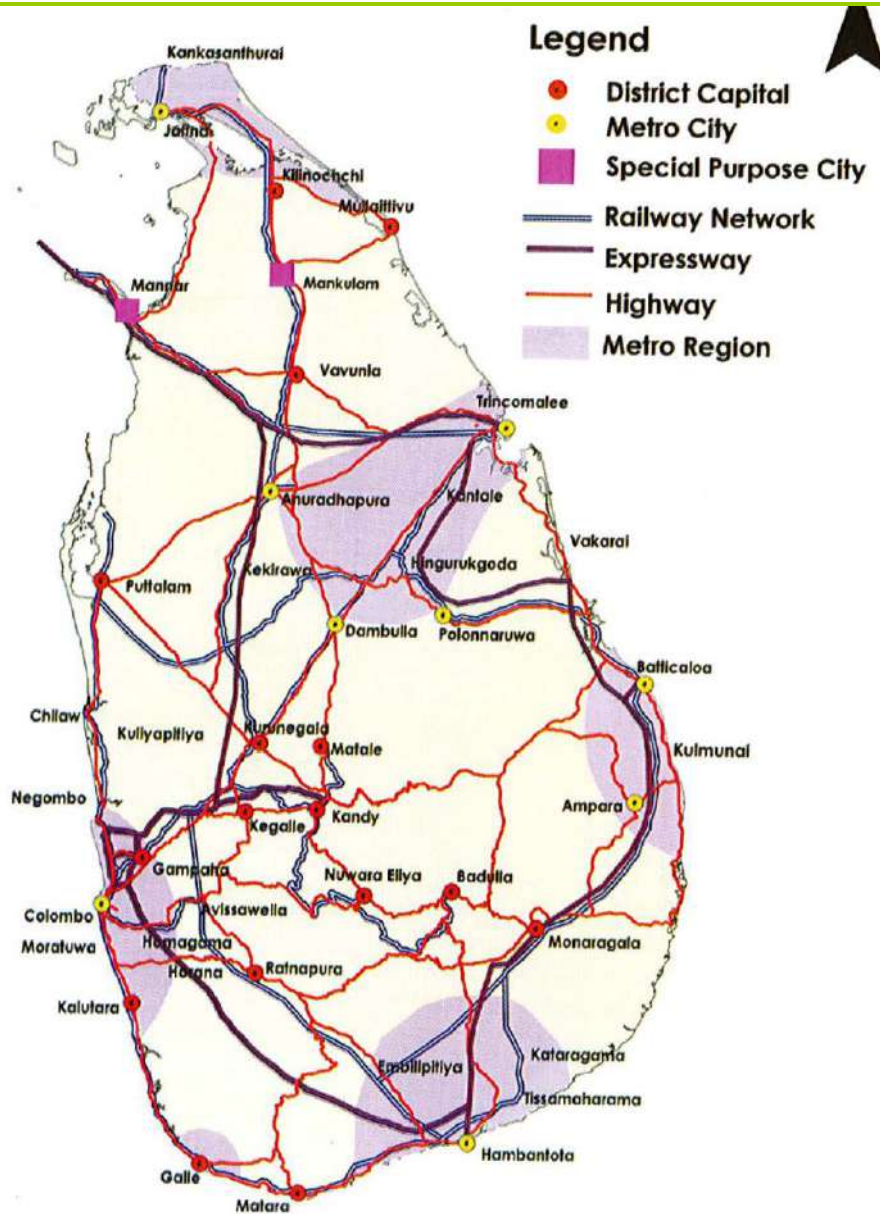 Legend
District Capital
Metro City
Special Purpose City
Railway Network
Expressway
Highway
Metro Region
Kankasanthurai
Jaffna
Kilinochchi
Mullaittivu
Mannar
Mankulam
Vavunia
Trincomalee
Anuradhapura
Kantale
Vakarai
Kekirawa
Hingurukgoda
Puttalam
Dambulla
Polonnaruwa
Batticaloa
Chilaw
Kuliyapitiya
Kurunegala
Matale
Kulmunai
Negombo
Ampara
Kegalle
Kandy
Gampaha
Nuwara Eliya
Badulla
Colombo
Avissawella
Moratuwa
Homagama
Monaragala
Horana
Ratnapura
Kalutara
Embilipitiya
Kataragama
Tissamaharama
Hambantota
Galle
Matara